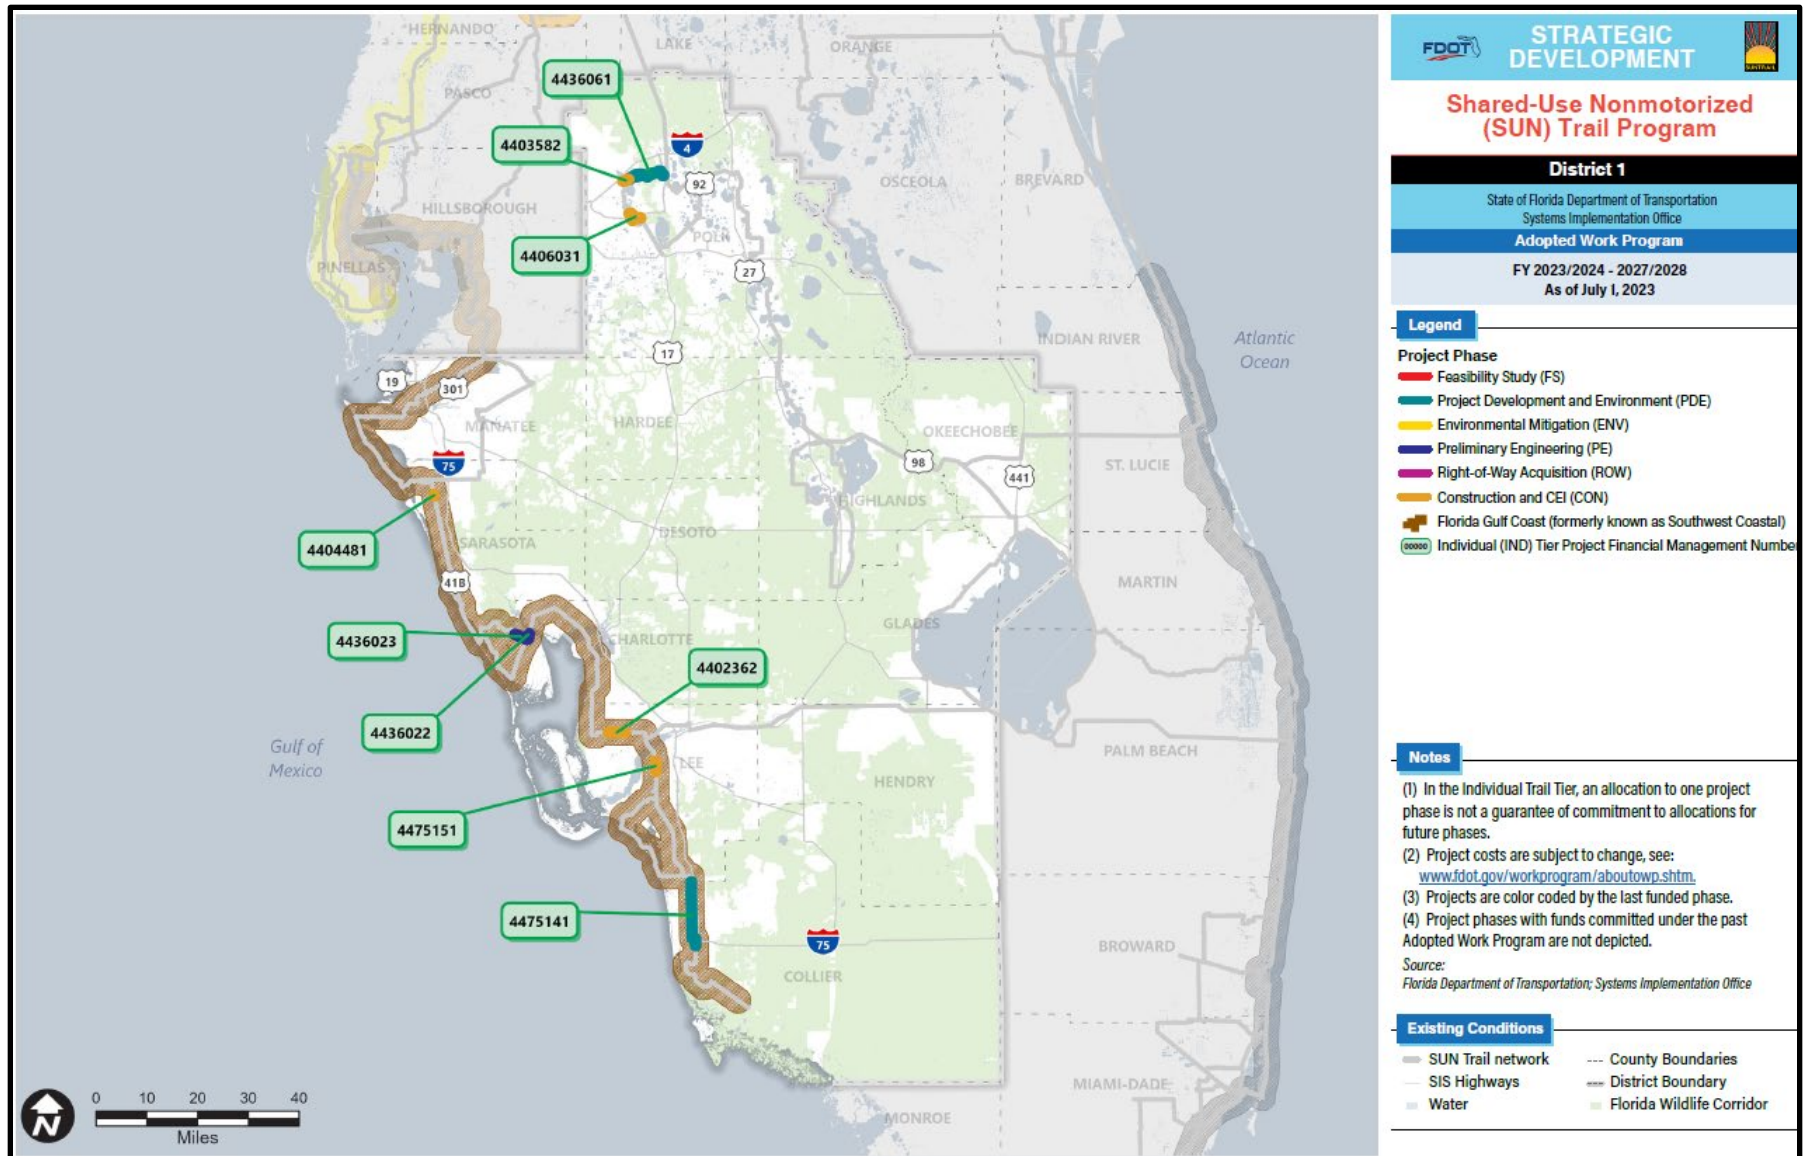 HERNANDO
LAKE
ORANGE
4436061
PASCO
4403582
4
92
OSCEOLA
BREVARD
HILLSBOROUGH
POLK
4406031
PINELLAS
27
INDIAN RIVER
Atlantic
Ocean
17
19
301
MANATEE
HARDEE
OKEECHOBEE
75
98
ST. LUCIE
441
HIGHLANDS
4404481
SARASOTA
DESOTO
41B
MARTIN
4436023
CHARLOTTE
GLADES
4402362
4436022
Gulf of
Mexico
LEE
PALM BEACH
HENDRY
4475151
4475141
75
BROWARD
COLLIER
MIAMI-DADE
MONROE
N
0 10 20 30 40
Miles
FDOT
STRATEGIC
DEVELOPMENT
SUNTRAIL
Shared-Use Nonmotorized
(SUN) Trail Program
District 1
State of Florida Department of Transportation
Systems Implementation Office
Adopted Work Program
FY 2023/2024 - 2027/2028
As of July 1, 2023
Legend
Project Phase
Feasibility Study (FS)
Project Development and Environment (PDE)
Environmental Mitigation (ENV)
Preliminary Engineering (PE)
Right-of-Way Acquisition (ROW)
Construction and CEI (CON)
Florida Gulf Coast (formerly known as Southwest Coastal)
00000 Individual (IND) Tier Project Financial Management Number
Notes
(1) In the Individual Trail Tier, an allocation to one project
phase is not a guarantee of commitment to allocations for
future phases.
(2) Project costs are subject to change, see:
www.fdot.gov/workprogram/aboutowp.shtm.
(3) Projects are color coded by the last funded phase.
(4) Project phases with funds committed under the past
Adopted Work Program are not depicted.
Source:
Florida Department of Transportation; Systems Implementation Office
Existing Conditions
SUN Trail network
County Boundaries
SIS Highways
District Boundary
Water
Florida Wildlife Corridor